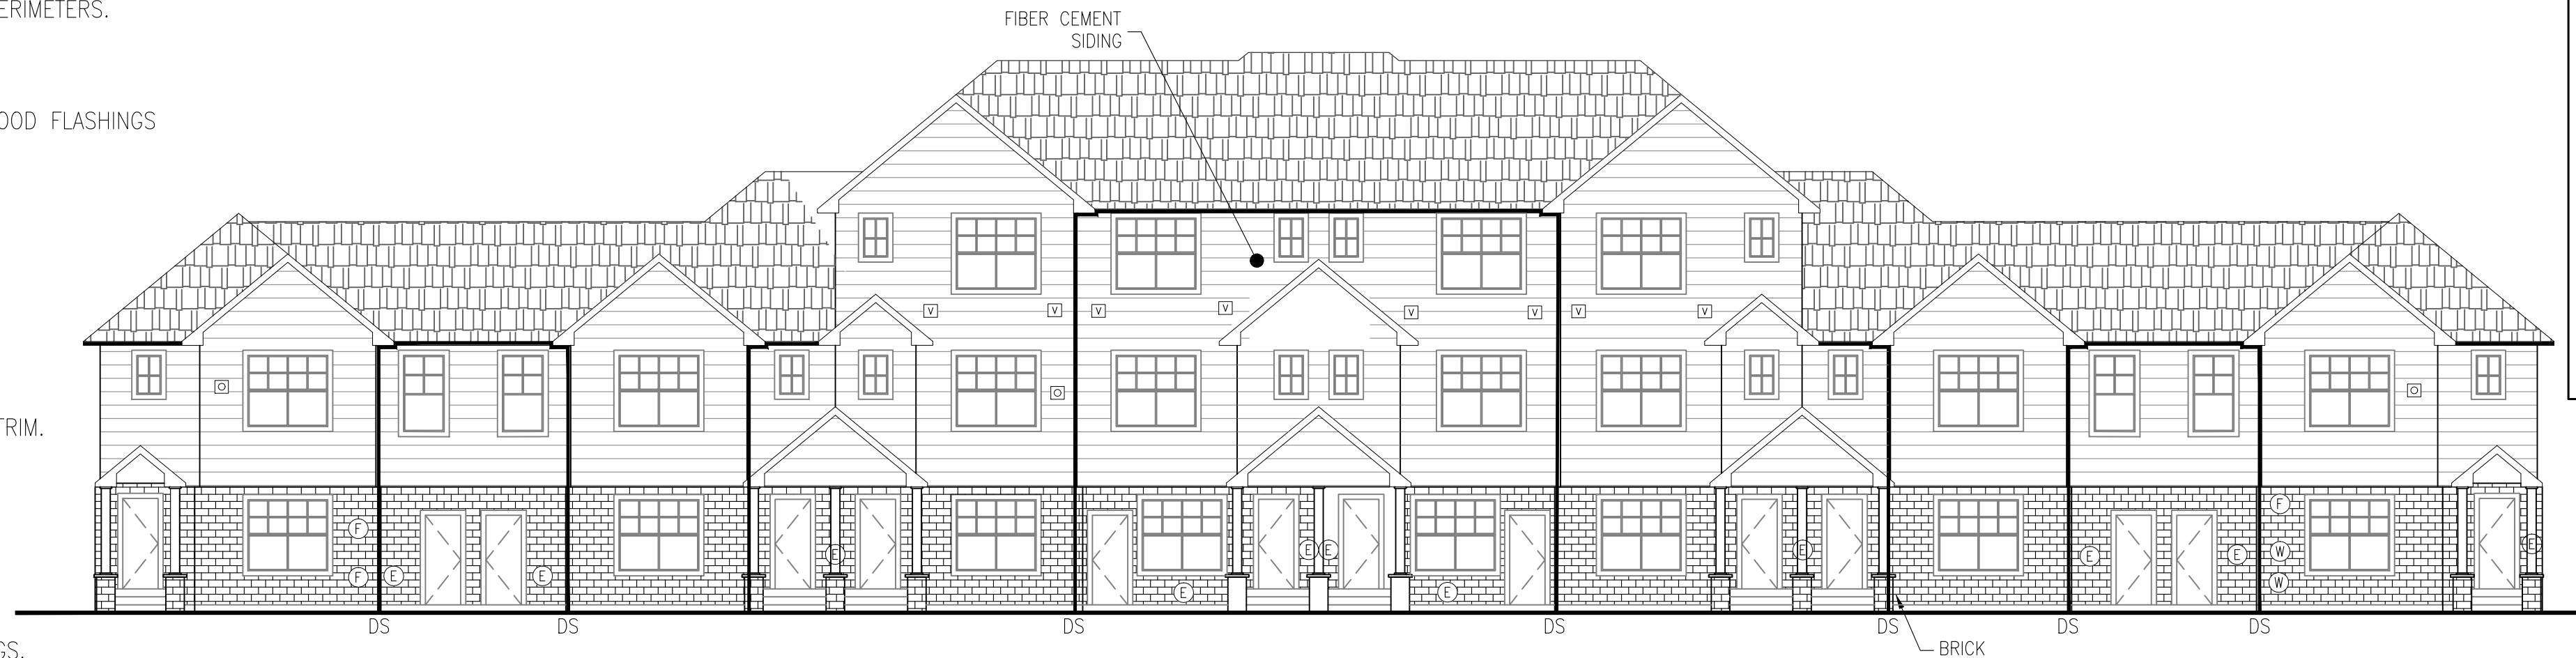 ERIMETERS.
FIBER CEMENT
SIDING
OOD FLASHINGS
V V V V V V V V
O O
TRIM.
F F
E E E E E E E E E E E
F
W
W
DS DS DS DS DS DS DS
BRICK
GS.